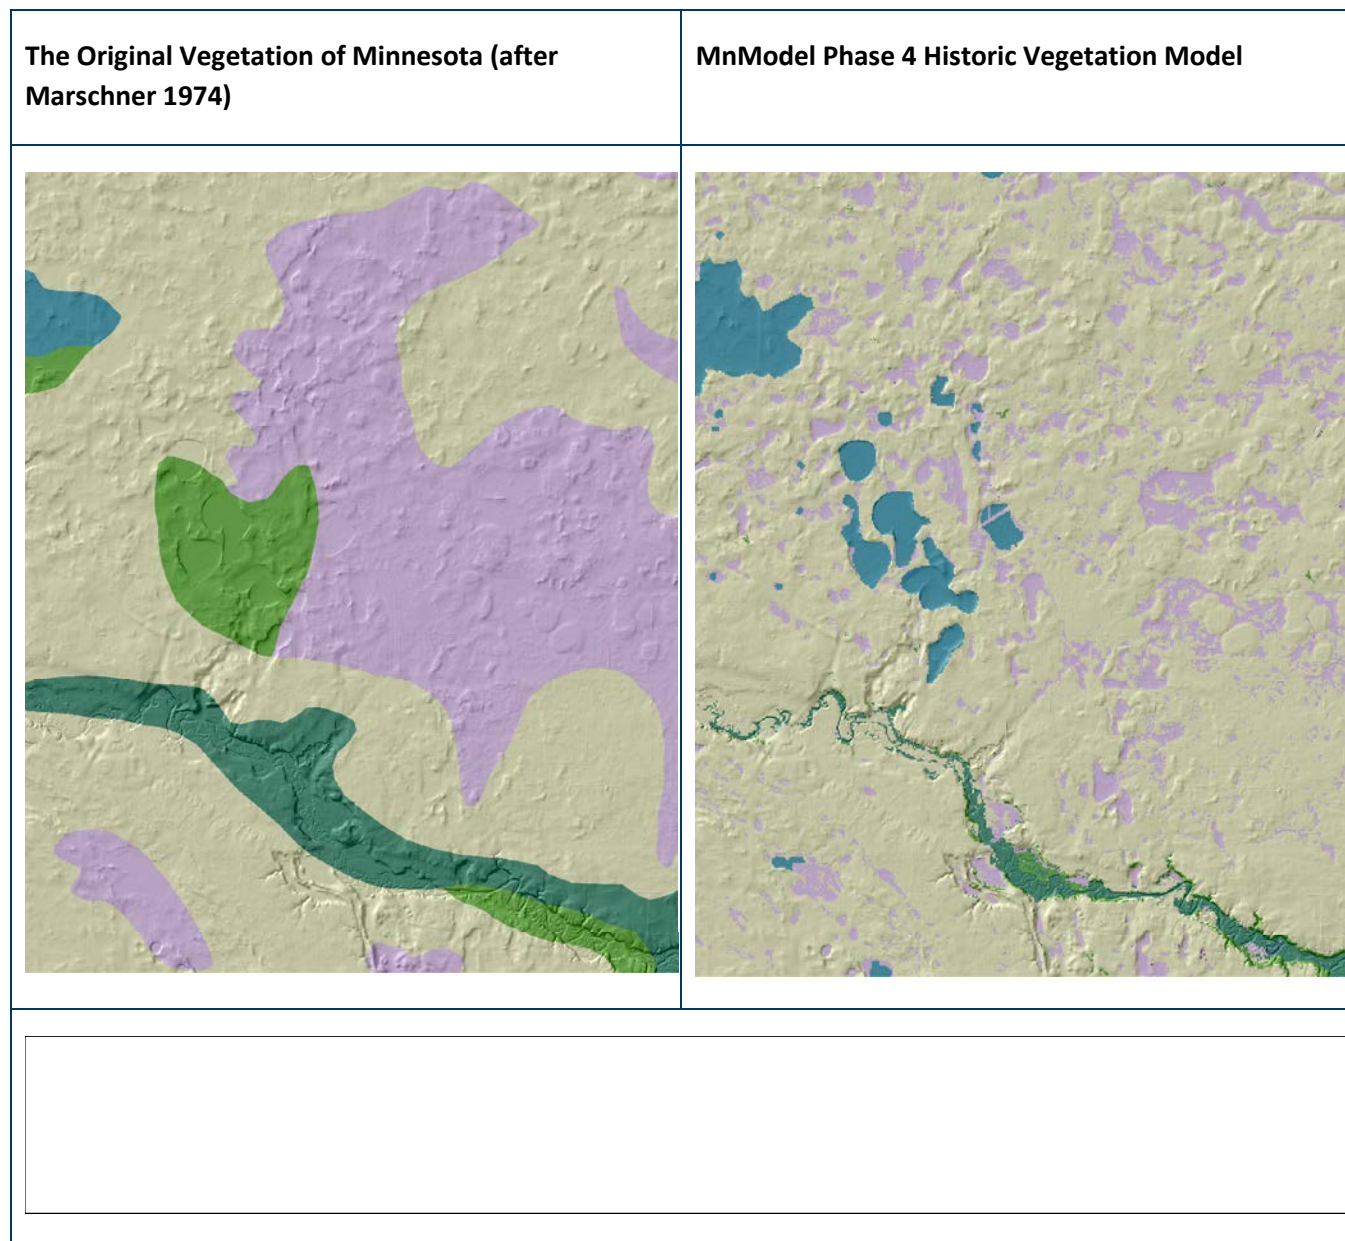 The Original Vegetation of Minnesota (after
Marschner 1974)
MnModel Phase 4 Historic Vegetation Model